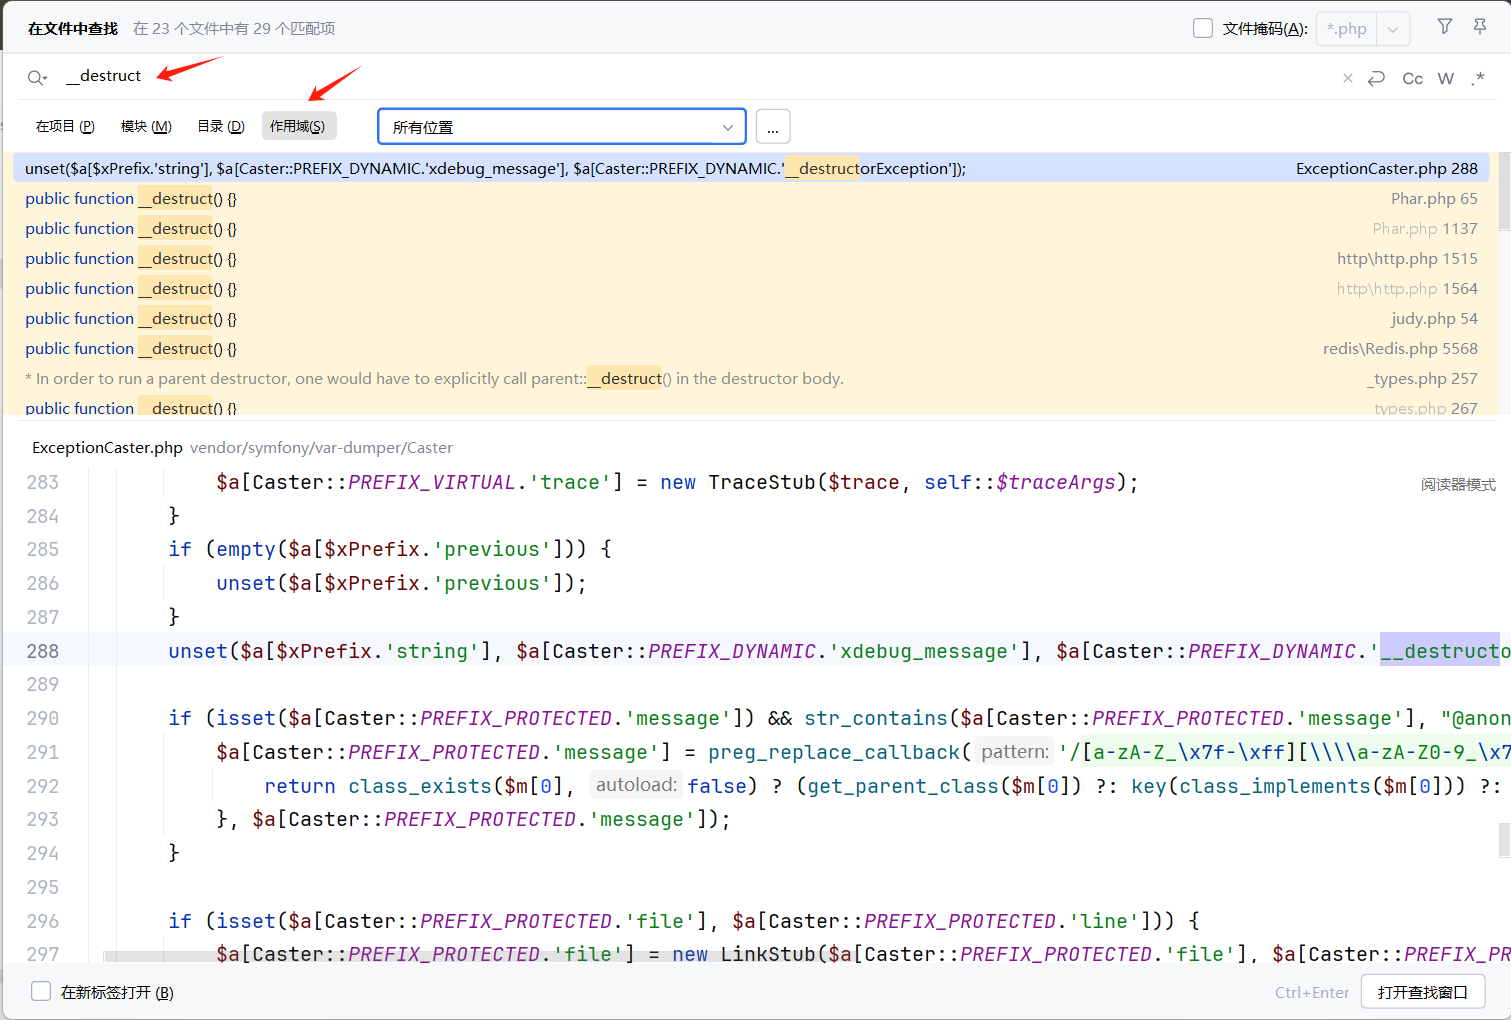 在文件中查找 在 23 个文件中有 29 个匹配项 文件掩码(A): *.php
__destruct Cc W .*
在项目 (P) 模块 (M) 目录 (D) 作用域(S) 所有位置 ...
unset($a[$xPrefix.'string'], $a[Caster::PREFIX_DYNAMIC.'xdebug_message'], $a[Caster::PREFIX_DYNAMIC.'__destructorException']); ExceptionCaster.php 288
public function __destruct() {} Phar.php 65
public function __destruct() {} Phar.php 1137
public function __destruct() {} http\http.php 1515
public function __destruct() {} http\http.php 1564
public function __destruct() {} judy.php 54
public function __destruct() {} redis\Redis.php 5568
* In order to run a parent destructor, one would have to explicitly call parent::__destruct() in the destructor body. _types.php 257
public function __destruct() {} _types.php 267
ExceptionCaster.php vendor/symfony/var-dumper/Caster
283 $a[Caster::PREFIX_VIRTUAL.'trace'] = new TraceStub($trace, self::$traceArgs); 阅读器模式
284 }
285 if (empty($a[$xPrefix.'previous'])) {
286 unset($a[$xPrefix.'previous']);
287 }
288 unset($a[$xPrefix.'string'], $a[Caster::PREFIX_DYNAMIC.'xdebug_message'], $a[Caster::PREFIX_DYNAMIC.'__destructo
289
290 if (isset($a[Caster::PREFIX_PROTECTED.'message']) && str_contains($a[Caster::PREFIX_PROTECTED.'message'], "@anon
291 $a[Caster::PREFIX_PROTECTED.'message'] = preg_replace_callback( pattern: '/[a-zA-Z_\x7f-\xff][\\\\a-zA-Z0-9_\x7
292 return class_exists($m[0], autoload: false) ? (get_parent_class($m[0]) ?: key(class_implements($m[0])) ?:
293 }, $a[Caster::PREFIX_PROTECTED.'message']);
294 }
295
296 if (isset($a[Caster::PREFIX_PROTECTED.'file'], $a[Caster::PREFIX_PROTECTED.'line'])) {
297 $a[Caster::PREFIX_PROTECTED.'file'] = new LinkStub($a[Caster::PREFIX_PROTECTED.'file'], $a[Caster::PREFIX_PR
在新标签打开 (B) Ctrl+Enter 打开查找窗口